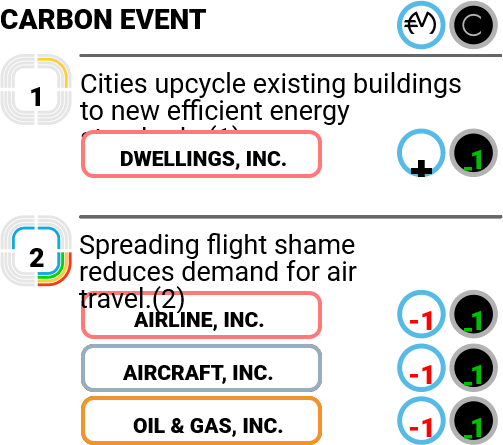 CARBON EVENT
€/V) C
1
Cities upcycle existing buildings
to new efficient energy
(1)
DWELLINGS, INC. + -1
2
Spreading flight shame
reduces demand for air
travel.(2)
AIRLINE, INC. -1 -1
AIRCRAFT, INC. -1 -1
OIL & GAS, INC. -1 -1